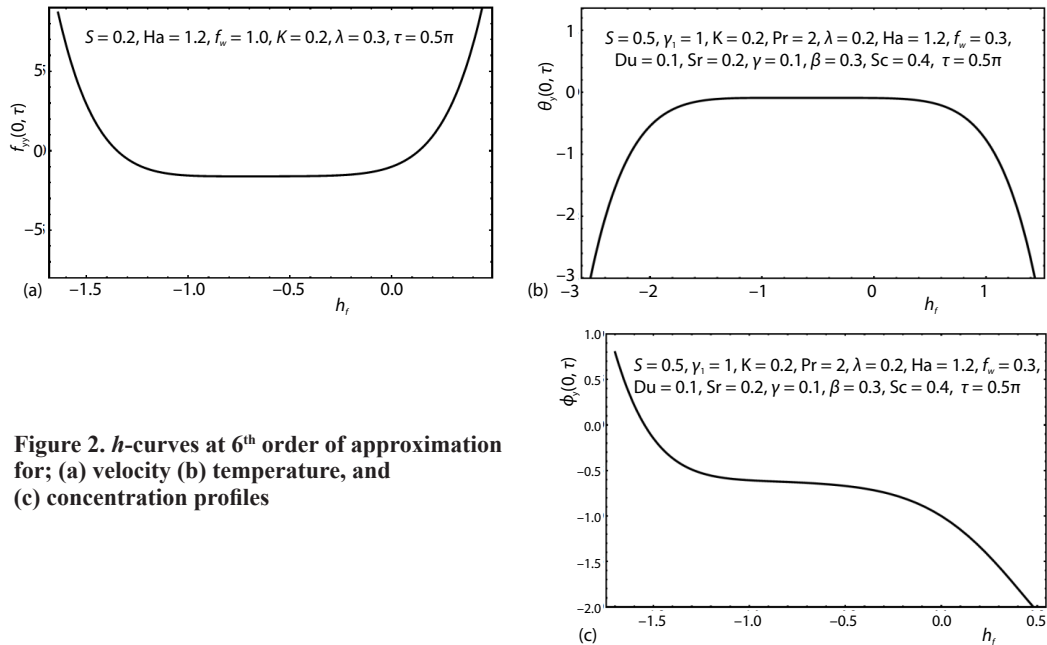 S = 0.2, Ha = 1.2, f_w = 1.0, K = 0.2, λ = 0.3, τ = 0.5π
f_yy(0, τ)
5
0
−5
(a)
−1.5 −1.0 −0.5 0.0
h_f
S = 0.5, γ_1 = 1, K = 0.2, Pr = 2, λ = 0.2, Ha = 1.2, f_w = 0.3,
Du = 0.1, Sr = 0.2, γ = 0.1, β = 0.3, Sc = 0.4, τ = 0.5π
θ_y(0, τ)
1
0
−1
−2
−3
(b)
−3 −2 −1 0 1
h_f
S = 0.5, γ_1 = 1, K = 0.2, Pr = 2, λ = 0.2, Ha = 1.2, f_w = 0.3,
Du = 0.1, Sr = 0.2, γ = 0.1, β = 0.3, Sc = 0.4, τ = 0.5π
ϕ_y(0, τ)
1.0
0.5
0.0
−0.5
−1.0
−1.5
−2.0
−1.5 −1.0 −0.5 0.0 0.5
(c)
h_f
Figure 2. h-curves at 6th order of approximation
for; (a) velocity (b) temperature, and
(c) concentration profiles